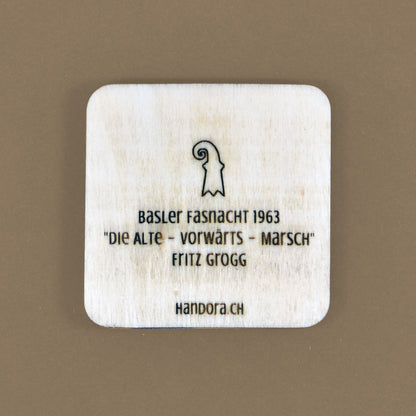 Basler Fasnacht 1963
"Die Alte - Vorwärts - Marsch"
Fritz Grogg
Handora.ch